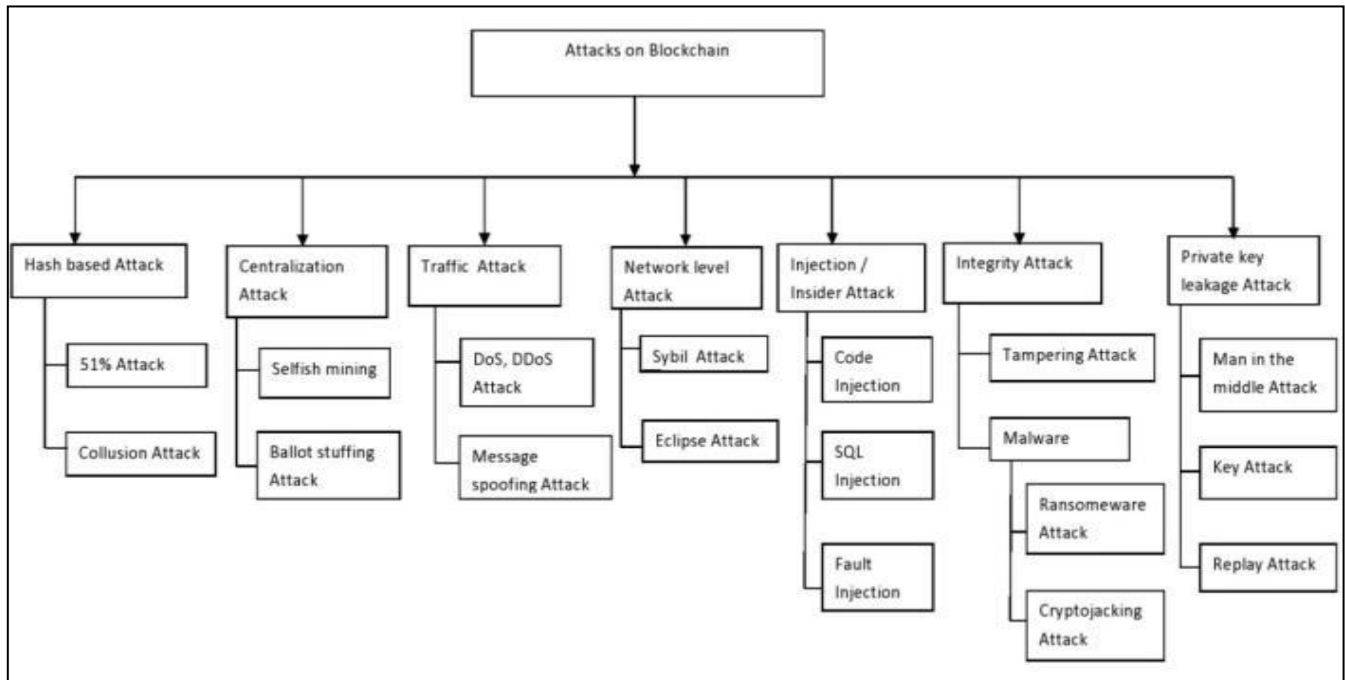 Attacks on Blockchain
Hash based Attack
51% Attack
Collusion Attack
Centralization
Attack
Selfish mining
Ballot stuffing
Attack
Traffic Attack
DoS, DDoS
Attack
Message
spoofing Attack
Network level
Attack
Sybil Attack
Eclipse Attack
Injection /
Insider Attack
Code
Injection
SQL
Injection
Fault
Injection
Integrity Attack
Tampering Attack
Malware
Ransomeware
Attack
Cryptojacking
Attack
Private key
leakage Attack
Man in the
middle Attack
Key Attack
Replay Attack